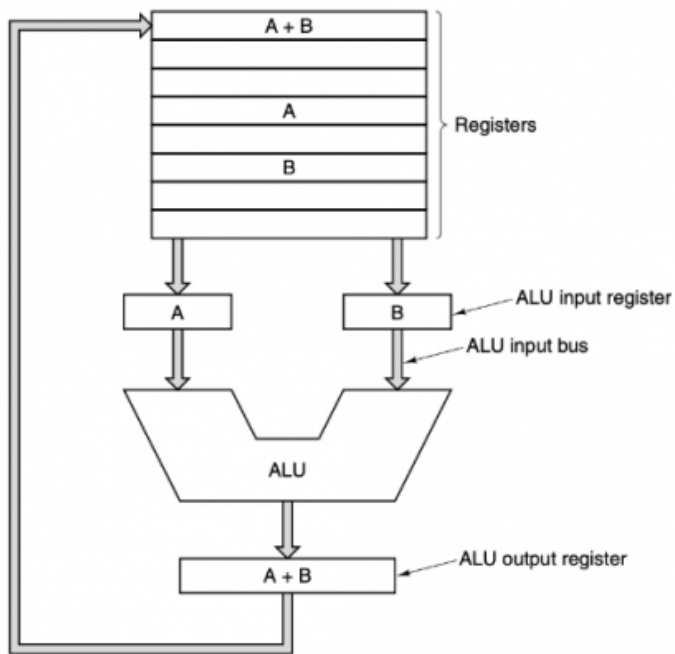 A + B
A
Registers
B
A
B
ALU input register
ALU input bus
ALU
ALU output register
A + B